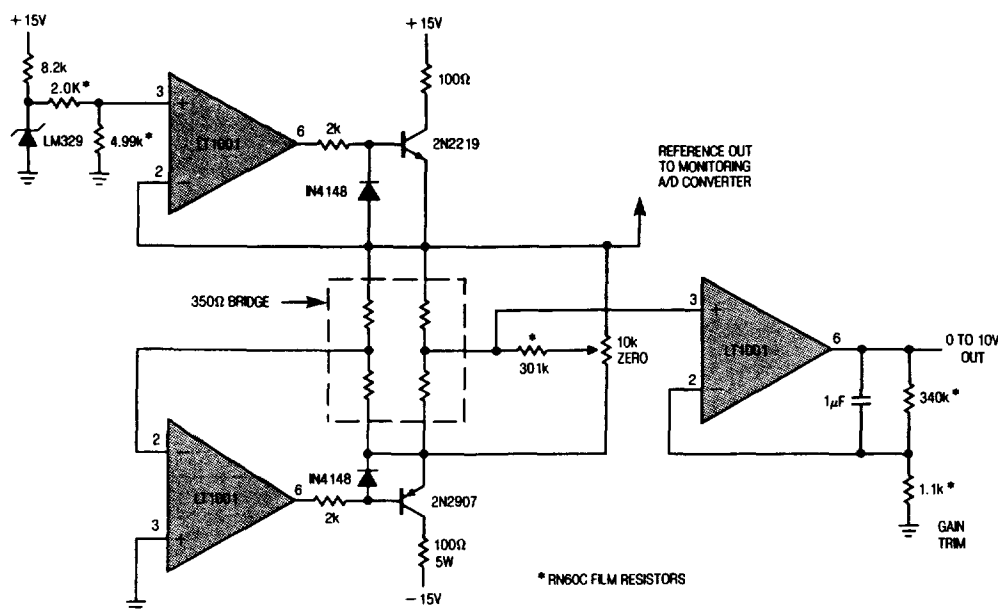 +15V
8.2k
2.0K*
LM329
4.99k*
3
2
+
−
LT1001
6
2k
IN4148
+15V
100Ω
2N2219
REFERENCE OUT
TO MONITORING
A/D CONVERTER
350Ω BRIDGE
*
301k
10k
ZERO
3
2
+
−
LT1001
6
0 TO 10V
OUT
1µF
340k*
1.1k*
GAIN
TRIM
2
3
−
+
LT1001
6
2k
IN4148
2N2907
100Ω
5W
−15V
* RN60C FILM RESISTORS